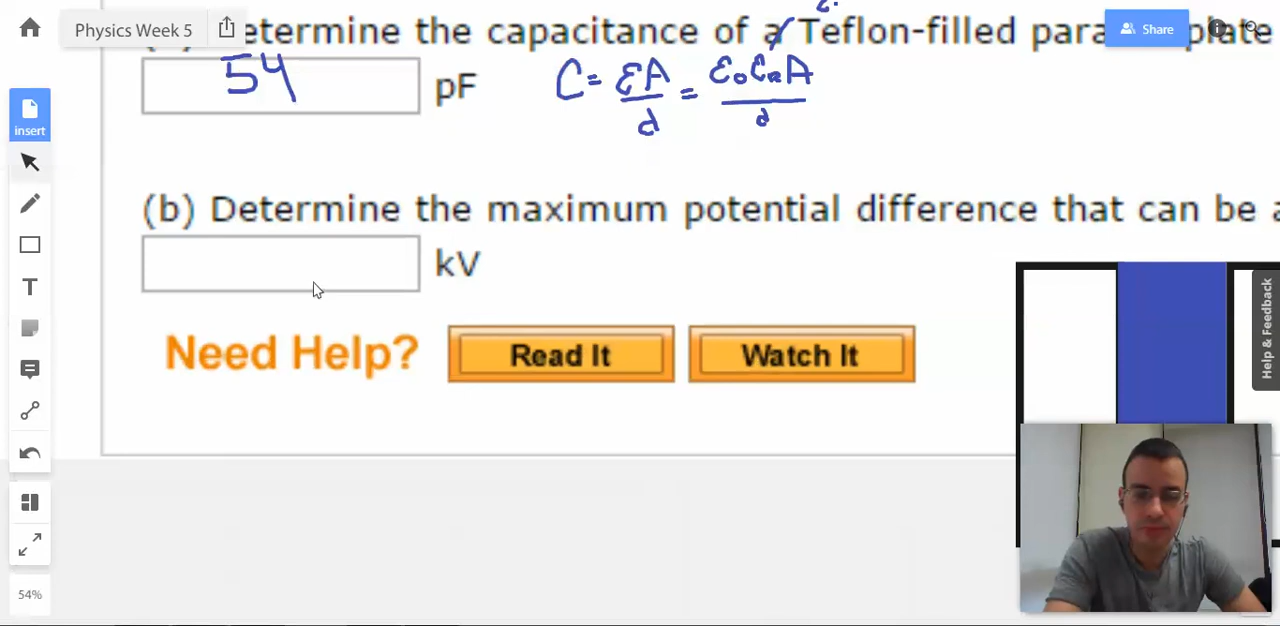 Physics Week 5
etermine the capacitance of a Teflon-filled para plate
Share
54 pF
C = εA/d = ε₀εᵣA/d
insert
(b) Determine the maximum potential difference that can be a
kV
T
Help & Feedback
Need Help? Read It Watch It
54%